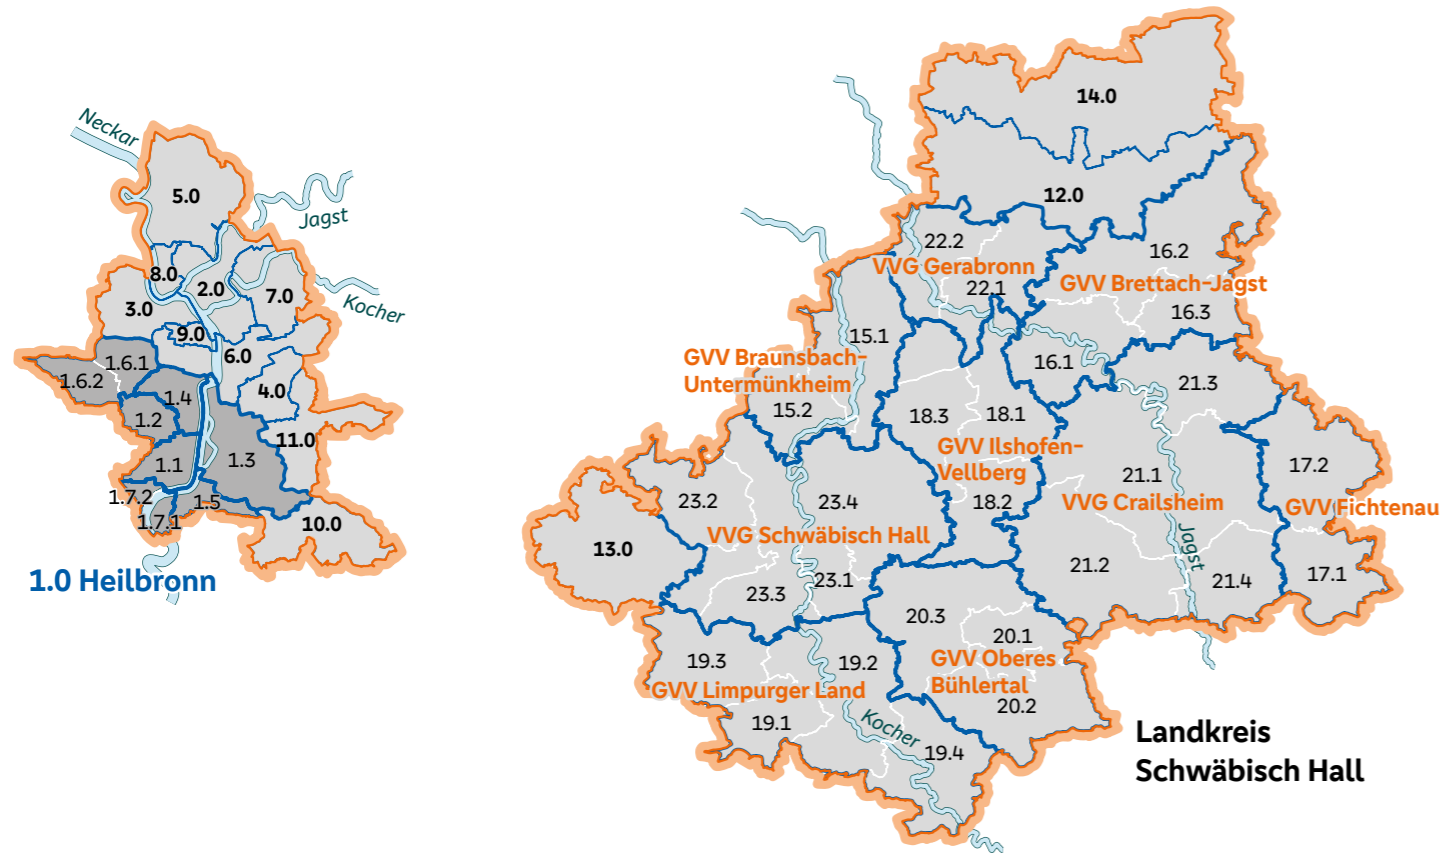 Neckar
5.0
Jagst
8.0
2.0
7.0
3.0
Kocher
9.0
6.0
1.6.1
1.6.2
4.0
1.4
1.2
11.0
1.1
1.3
1.7.2
1.5
1.7.1
10.0
1.0 Heilbronn
14.0
12.0
22.2
16.2
VVG Gerabronn
22.1
GVV Brettach-Jagst
16.3
15.1
GVV Braunsbach-
Untermünkheim
16.1
21.3
15.2
18.3
18.1
GVV Ilshofen-
Vellberg
17.2
21.1
23.2
23.4
18.2
VVG Crailsheim
GVV Fichtenau
VVG Schwäbisch Hall
13.0
Jagst
21.2
23.1
21.4
17.1
23.3
20.3
20.1
19.3
19.2
GVV Oberes
Bühlertal
GVV Limpurger Land
20.2
19.1
Kocher
19.4
Landkreis
Schwäbisch Hall